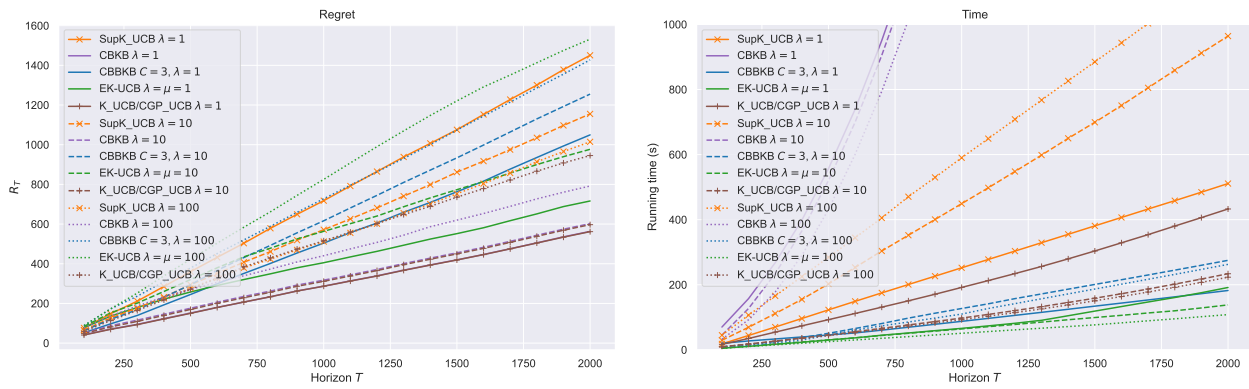 Regret
1600
1400
1200
1000
800
600
400
200
0
R_T
250 500 750 1000 1250 1500 1750 2000
Horizon T
SupK_UCB λ = 1
CBKB λ = 1
CBBKB C = 3, λ = 1
EK-UCB λ = μ = 1
K_UCB/CGP_UCB λ = 1
SupK_UCB λ = 10
CBKB λ = 10
CBBKB C = 3, λ = 10
EK-UCB λ = μ = 10
K_UCB/CGP_UCB λ = 10
SupK_UCB λ = 100
CBKB λ = 100
CBBKB C = 3, λ = 100
EK-UCB λ = μ = 100
K_UCB/CGP_UCB λ = 100
Time
1000
800
600
400
200
0
Running time (s)
250 500 750 1000 1250 1500 1750 2000
Horizon T
SupK_UCB λ = 1
CBKB λ = 1
CBBKB C = 3, λ = 1
EK-UCB λ = μ = 1
K_UCB/CGP_UCB λ = 1
SupK_UCB λ = 10
CBKB λ = 10
CBBKB C = 3, λ = 10
EK-UCB λ = μ = 10
K_UCB/CGP_UCB λ = 10
SupK_UCB λ = 100
CBKB λ = 100
CBBKB C = 3, λ = 100
EK-UCB λ = μ = 100
K_UCB/CGP_UCB λ = 100